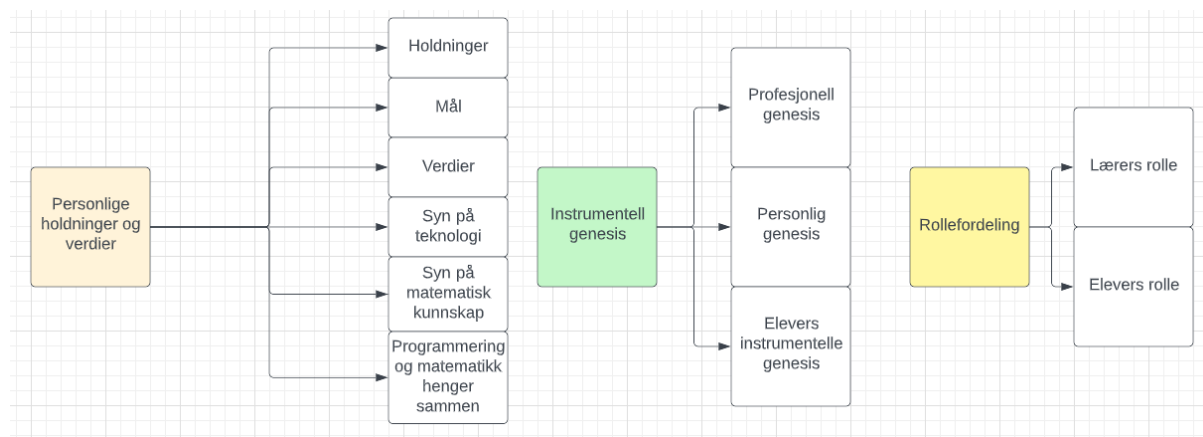 Personlige
holdninger og
verdier
Holdninger
Mål
Verdier
Syn på
teknologi
Syn på
matematisk
kunnskap
Programmering
og matematikk
henger
sammen
Instrumentell
genesis
Profesjonell
genesis
Personlig
genesis
Elevers
instrumentelle
genesis
Rollefordeling
Lærers rolle
Elevers rolle